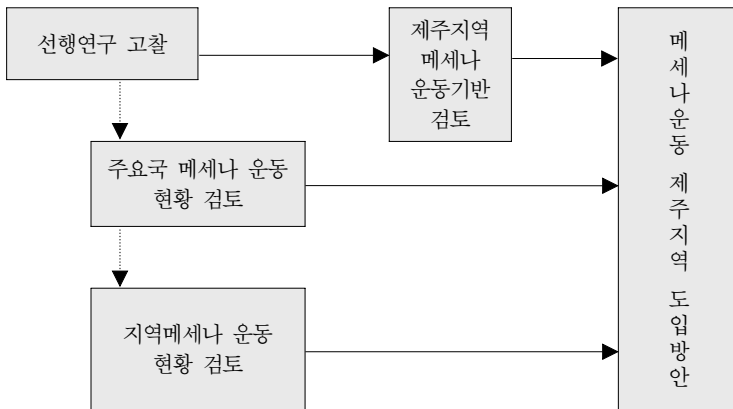 선행연구 고찰
제주지역
메세나
운동기반
검토
주요국 메세나 운동
현황 검토
지역메세나 운동
현황 검토
메세나운동 제주지역 도입방안